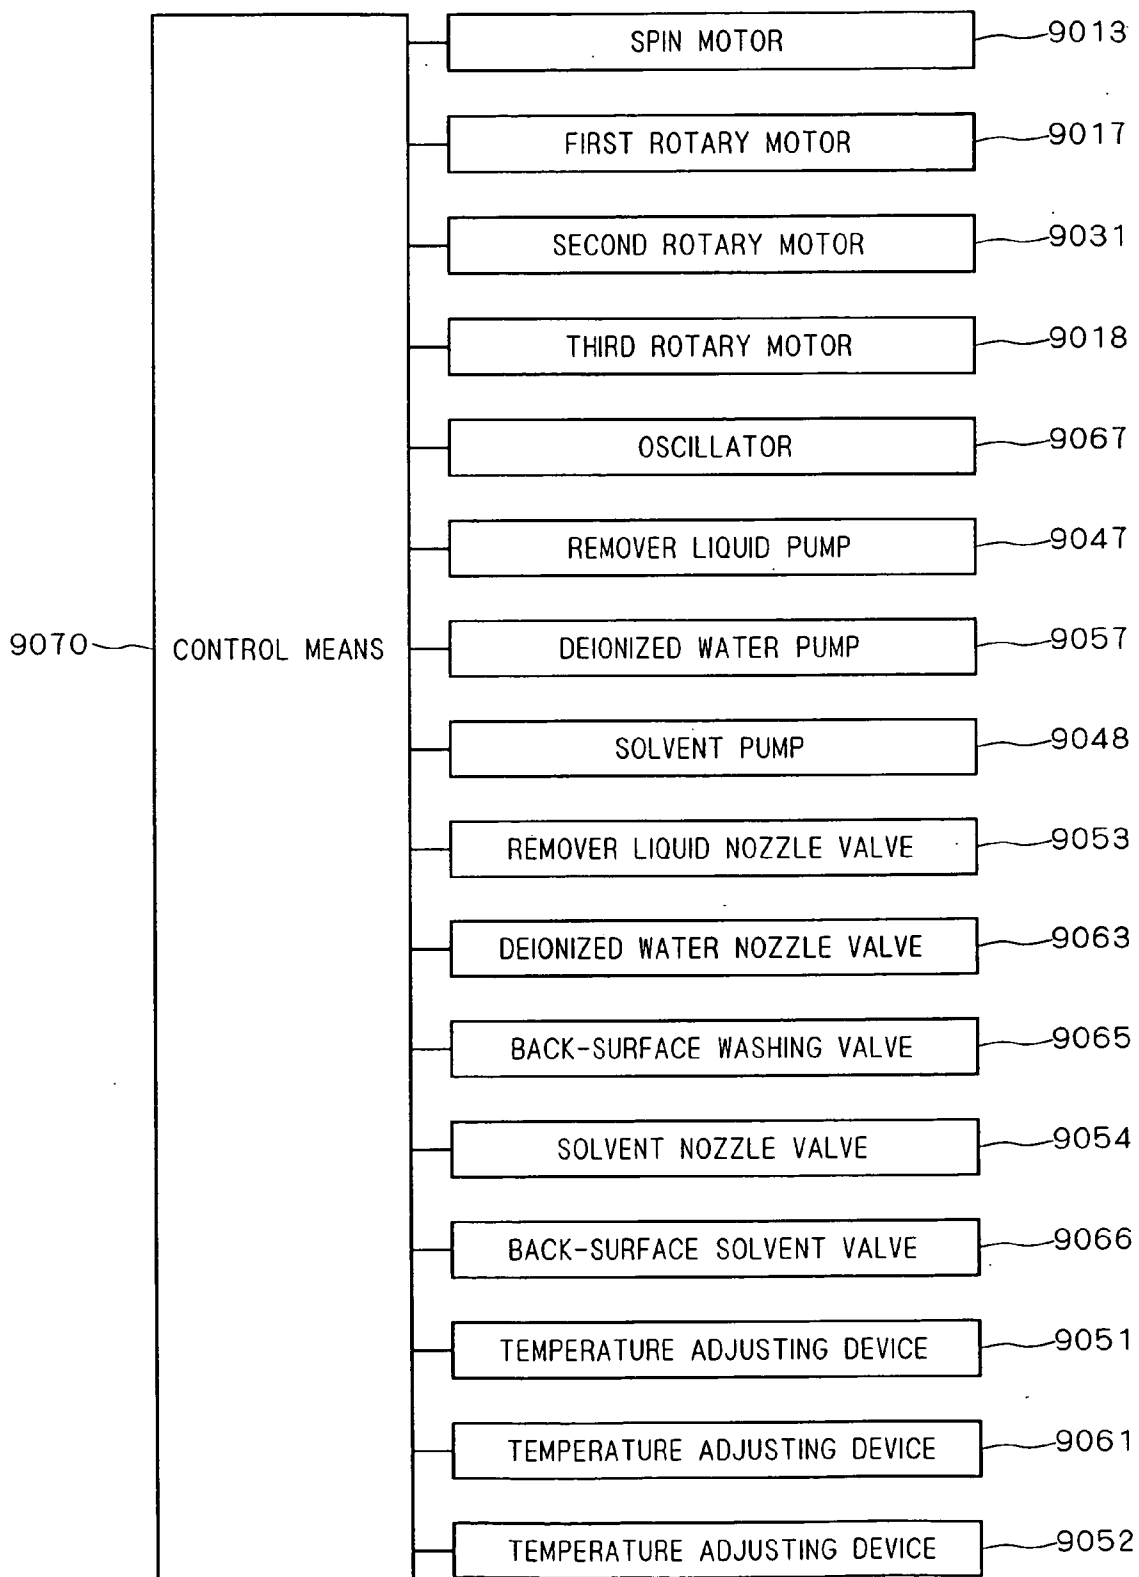 SPIN MOTOR 9013
FIRST ROTARY MOTOR 9017
SECOND ROTARY MOTOR 9031
THIRD ROTARY MOTOR 9018
OSCILLATOR 9067
REMOVER LIQUID PUMP 9047
9070 CONTROL MEANS DEIONIZED WATER PUMP 9057
SOLVENT PUMP 9048
REMOVER LIQUID NOZZLE VALVE 9053
DEIONIZED WATER NOZZLE VALVE 9063
BACK-SURFACE WASHING VALVE 9065
SOLVENT NOZZLE VALVE 9054
BACK-SURFACE SOLVENT VALVE 9066
TEMPERATURE ADJUSTING DEVICE 9051
TEMPERATURE ADJUSTING DEVICE 9061
TEMPERATURE ADJUSTING DEVICE 9052